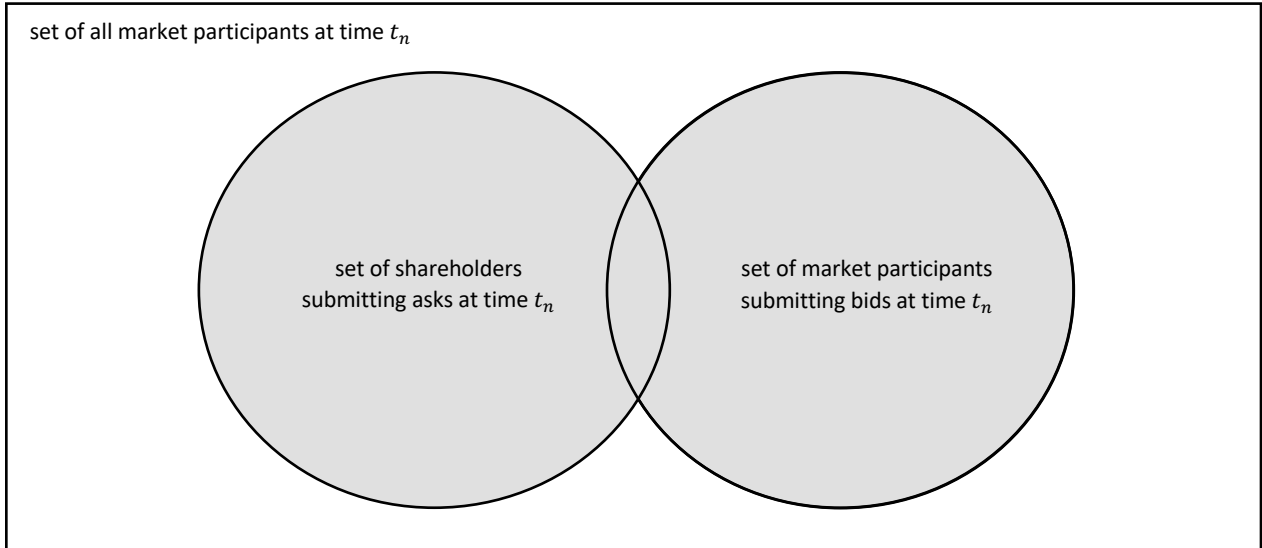 set of all market participants at time tₙ
set of shareholders
submitting asks at time tₙ
set of market participants
submitting bids at time tₙ